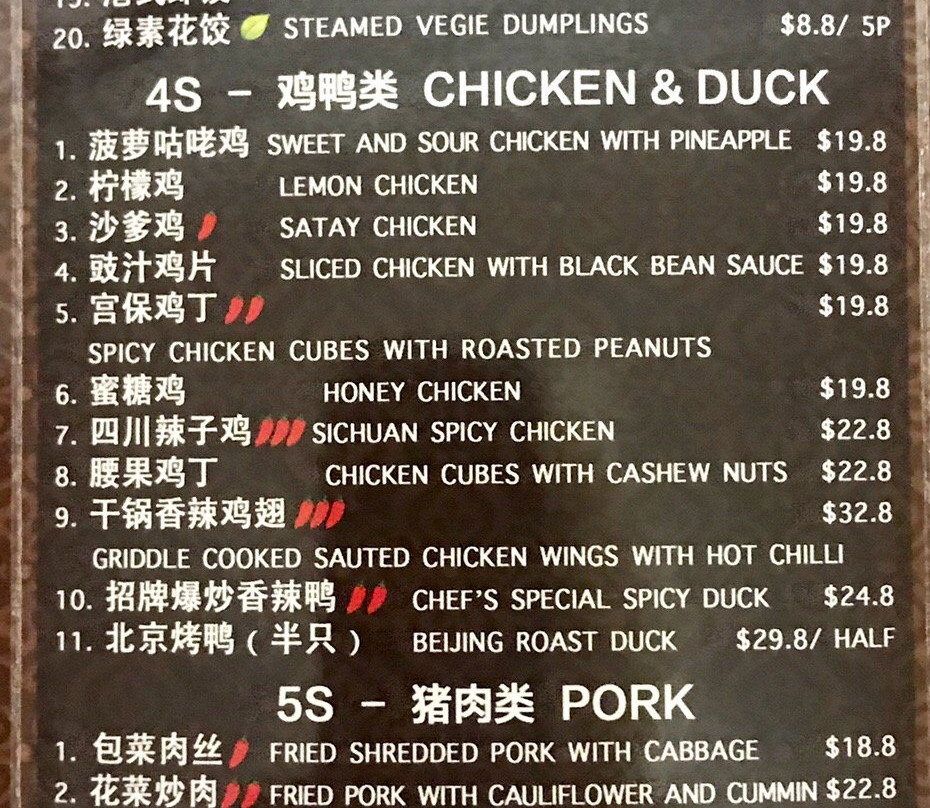 20. 绿素花饺 STEAMED VEGIE DUMPLINGS $8.8/ 5P
4S - 鸡鸭类 CHICKEN & DUCK
1. 菠萝咕咾鸡 SWEET AND SOUR CHICKEN WITH PINEAPPLE $19.8
2. 柠檬鸡 LEMON CHICKEN $19.8
3. 沙爹鸡 SATAY CHICKEN $19.8
4. 豉汁鸡片 SLICED CHICKEN WITH BLACK BEAN SAUCE $19.8
5. 宫保鸡丁 $19.8
SPICY CHICKEN CUBES WITH ROASTED PEANUTS
6. 蜜糖鸡 HONEY CHICKEN $19.8
7. 四川辣子鸡 SICHUAN SPICY CHICKEN $22.8
8. 腰果鸡丁 CHICKEN CUBES WITH CASHEW NUTS $22.8
9. 干锅香辣鸡翅 $32.8
GRIDDLE COOKED SAUTED CHICKEN WINGS WITH HOT CHILLI
10. 招牌爆炒香辣鸭 CHEF'S SPECIAL SPICY DUCK $24.8
11. 北京烤鸭 ( 半只 ) BEIJING ROAST DUCK $29.8/ HALF
5S - 猪肉类 PORK
1. 包菜肉丝 FRIED SHREDDED PORK WITH CABBAGE $18.8
2. 花菜炒肉 FRIED PORK WITH CAULIFLOWER AND CUMMIN $22.8